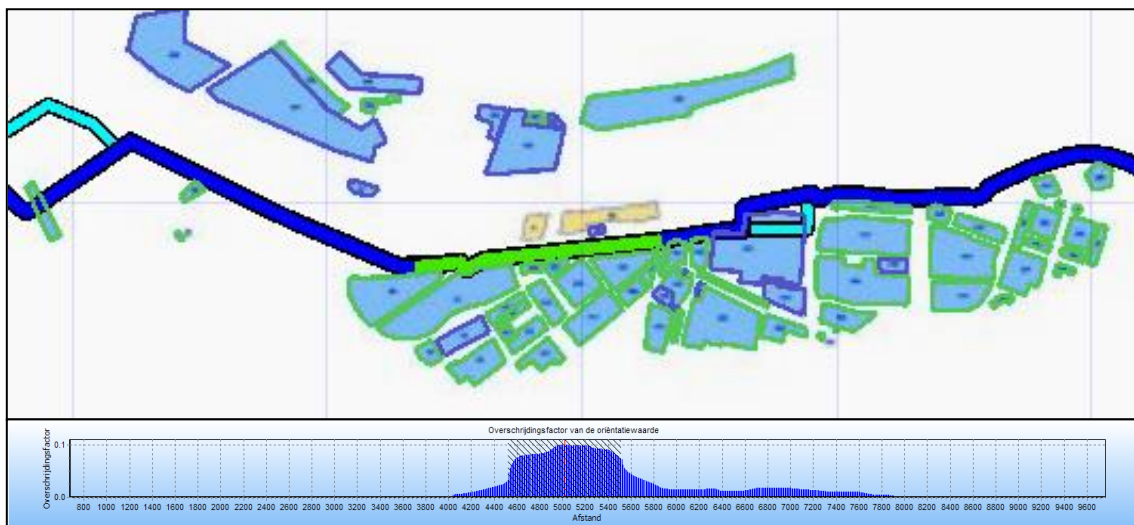 Overschrijdingsfactor van de oriëntatiewaarde
Overschrijdingsfactor
0.1
0.0
800 1000 1200 1400 1600 1800 2000 2200 2400 2600 2800 3000 3200 3400 3600 3800 4000 4200 4400 4600 4800 5000 5200 5400 5600 5800 6000 6200 6400 6600 6800 7000 7200 7400 7600 7800 8000 8200 8400 8600 8800 9000 9200 9400 9600
Afstand